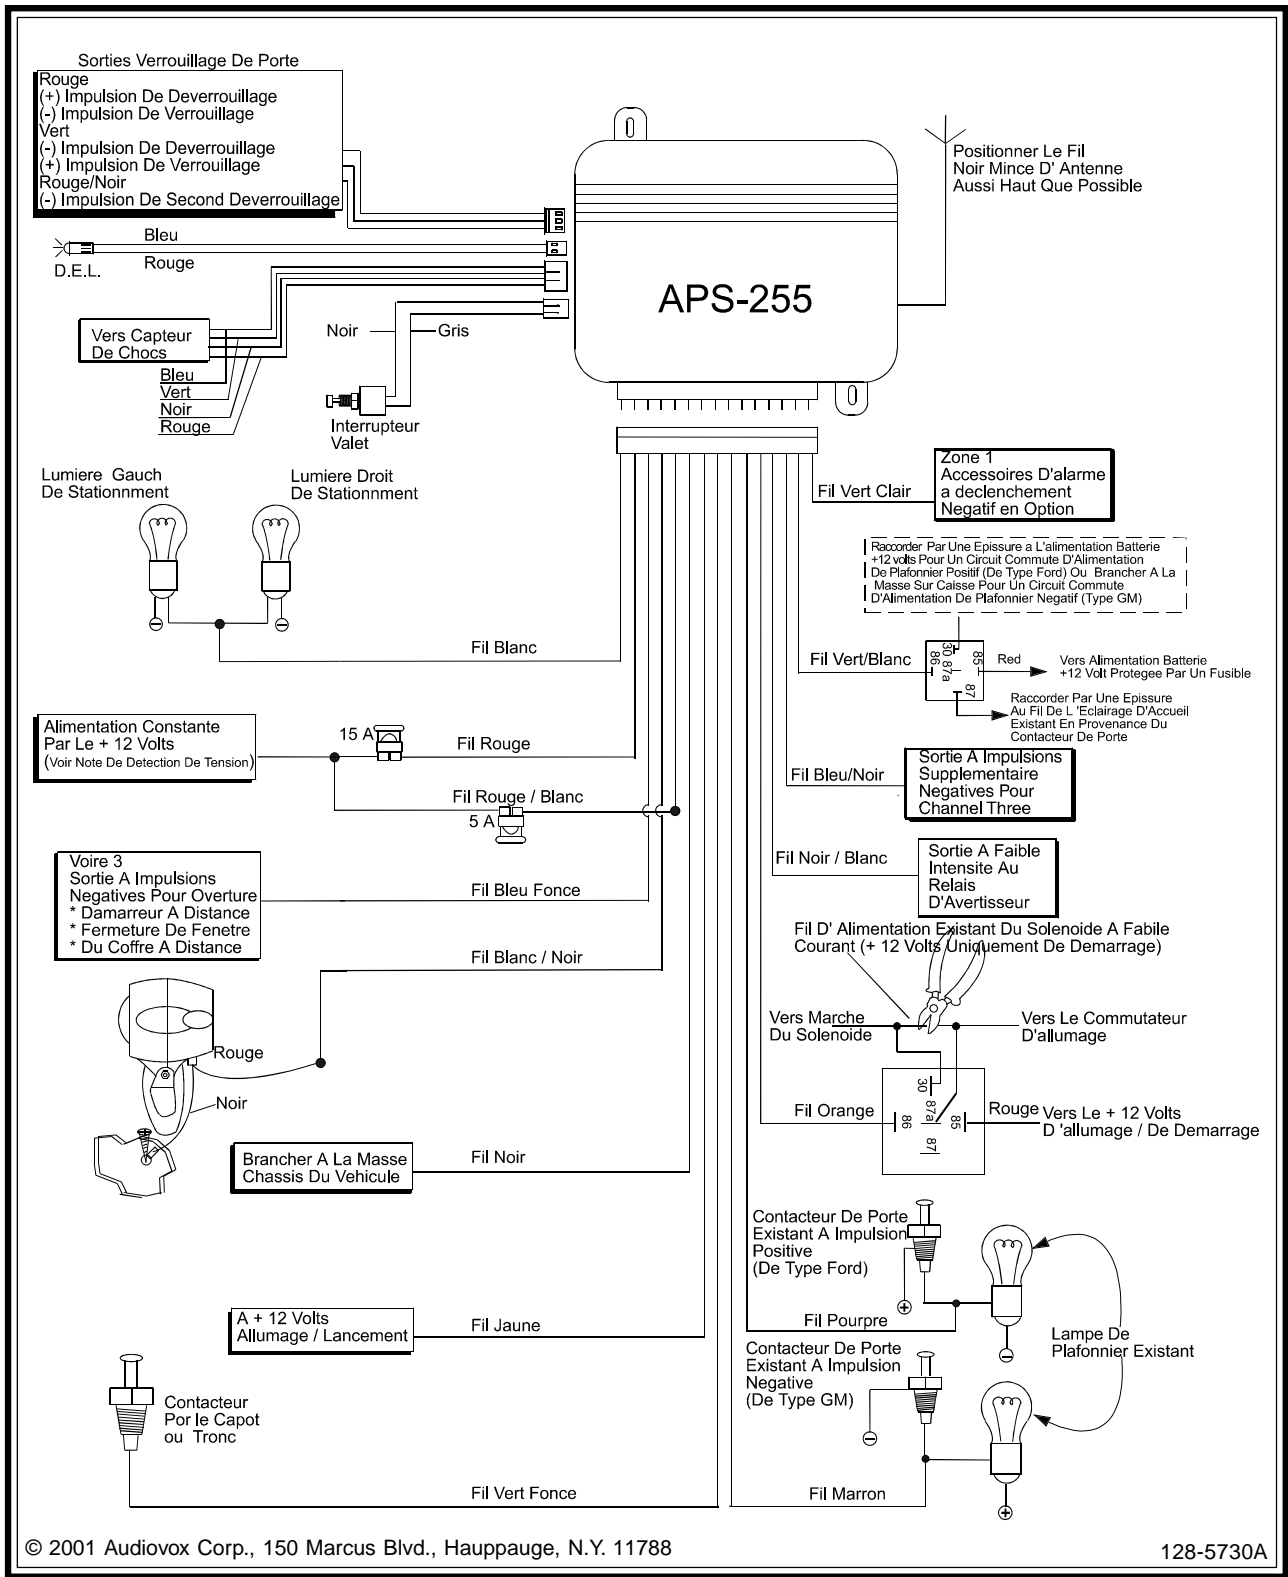 Sorties Verrouillage De Porte
Rouge
(+) Impulsion De Deverrouillage
(-) Impulsion De Verrouillage
Vert
(-) Impulsion De Deverrouillage
(+) Impulsion De Verrouillage
Rouge/Noir
(-) Impulsion De Second Deverrouillage
Positionner Le Fil
Noir Mince D' Antenne
Aussi Haut Que Possible
Bleu
Rouge
D.E.L.
APS-255
Vers Capteur
De Chocs
Bleu
Vert
Noir
Rouge
Noir
Gris
Interrupteur
Valet
Lumiere Gauch
De Stationnment
Lumiere Droit
De Stationnment
Fil Vert Clair
Zone 1
Accessoires D'alarme
a declenchement
Negatif en Option
Raccorder Par Une Epissure a L'alimentation Batterie
+12 volts Pour Un Circuit Commute D'Alimentation
De Plafonnier Positif (De Type Ford) Ou Brancher A La
Masse Sur Caisse Pour Un Circuit Commute
D'Alimentation De Plafonnier Negatif (Type GM)
Fil Blanc
Fil Vert/Blanc
86
30
87a
85
87
Red
Vers Alimentation Batterie
+12 Volt Protegee Par Un Fusible
Raccorder Par Une Epissure
Au Fil De L 'Eclairage D'Accueil
Existant En Provenance Du
Contacteur De Porte
Alimentation Constante
Par Le + 12 Volts
(Voir Note De Detection De Tension)
15 A
Fil Rouge
Fil Rouge / Blanc
5 A
Fil Bleu/Noir
Sortie A Impulsions
Supplementaire
Negatives Pour
Channel Three
Voire 3
Sortie A Impulsions
Negatives Pour Overture
* Damarreur A Distance
* Fermeture De Fenetre
* Du Coffre A Distance
Fil Bleu Fonce
Fil Noir / Blanc
Sortie A Faible
Intensite Au
Relais
D'Avertisseur
Fil D' Alimentation Existant Du Solenoide A Fabile
Courant (+ 12 Volts Uniquement De Demarrage)
Fil Blanc / Noir
Vers Marche
Du Solenoide
Vers Le Commutateur
D'allumage
Rouge
Noir
Fil Orange
86
30
87a
87
85
Rouge
Vers Le + 12 Volts
D 'allumage / De Demarrage
Brancher A La Masse
Chassis Du Vehicule
Fil Noir
Contacteur De Porte
Existant A Impulsion
Positive
(De Type Ford)
A + 12 Volts
Allumage / Lancement
Fil Jaune
Fil Pourpre
Lampe De
Plafonnier Existant
Contacteur De Porte
Existant A Impulsion
Negative
(De Type GM)
Contacteur
Por le Capot
ou Tronc
Fil Vert Fonce
Fil Marron
© 2001 Audiovox Corp., 150 Marcus Blvd., Hauppauge, N.Y. 11788
128-5730A